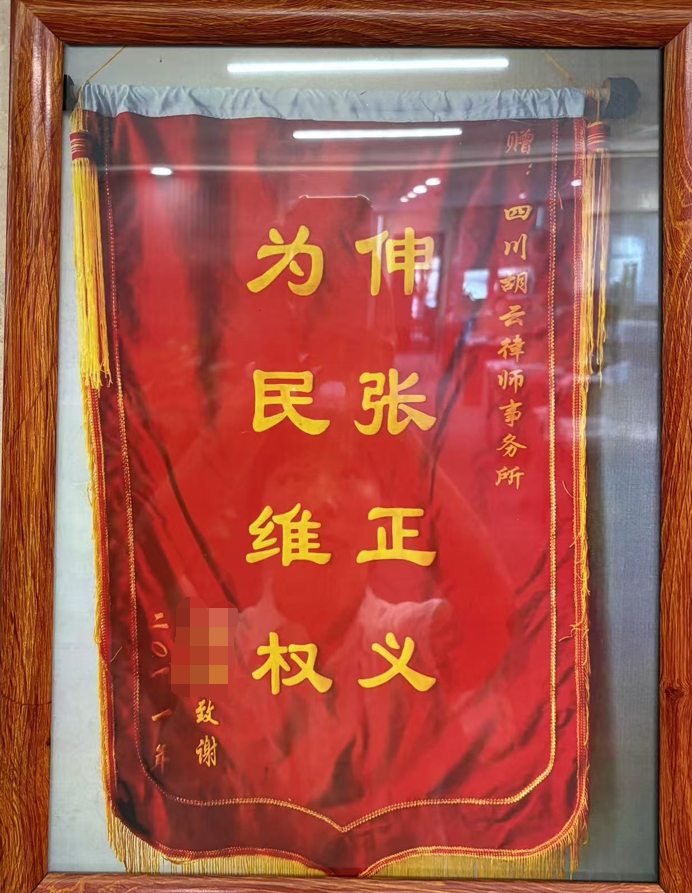 赠：四川胡云律师事务所
伸张正义
为民维权
致谢
二〇一一年